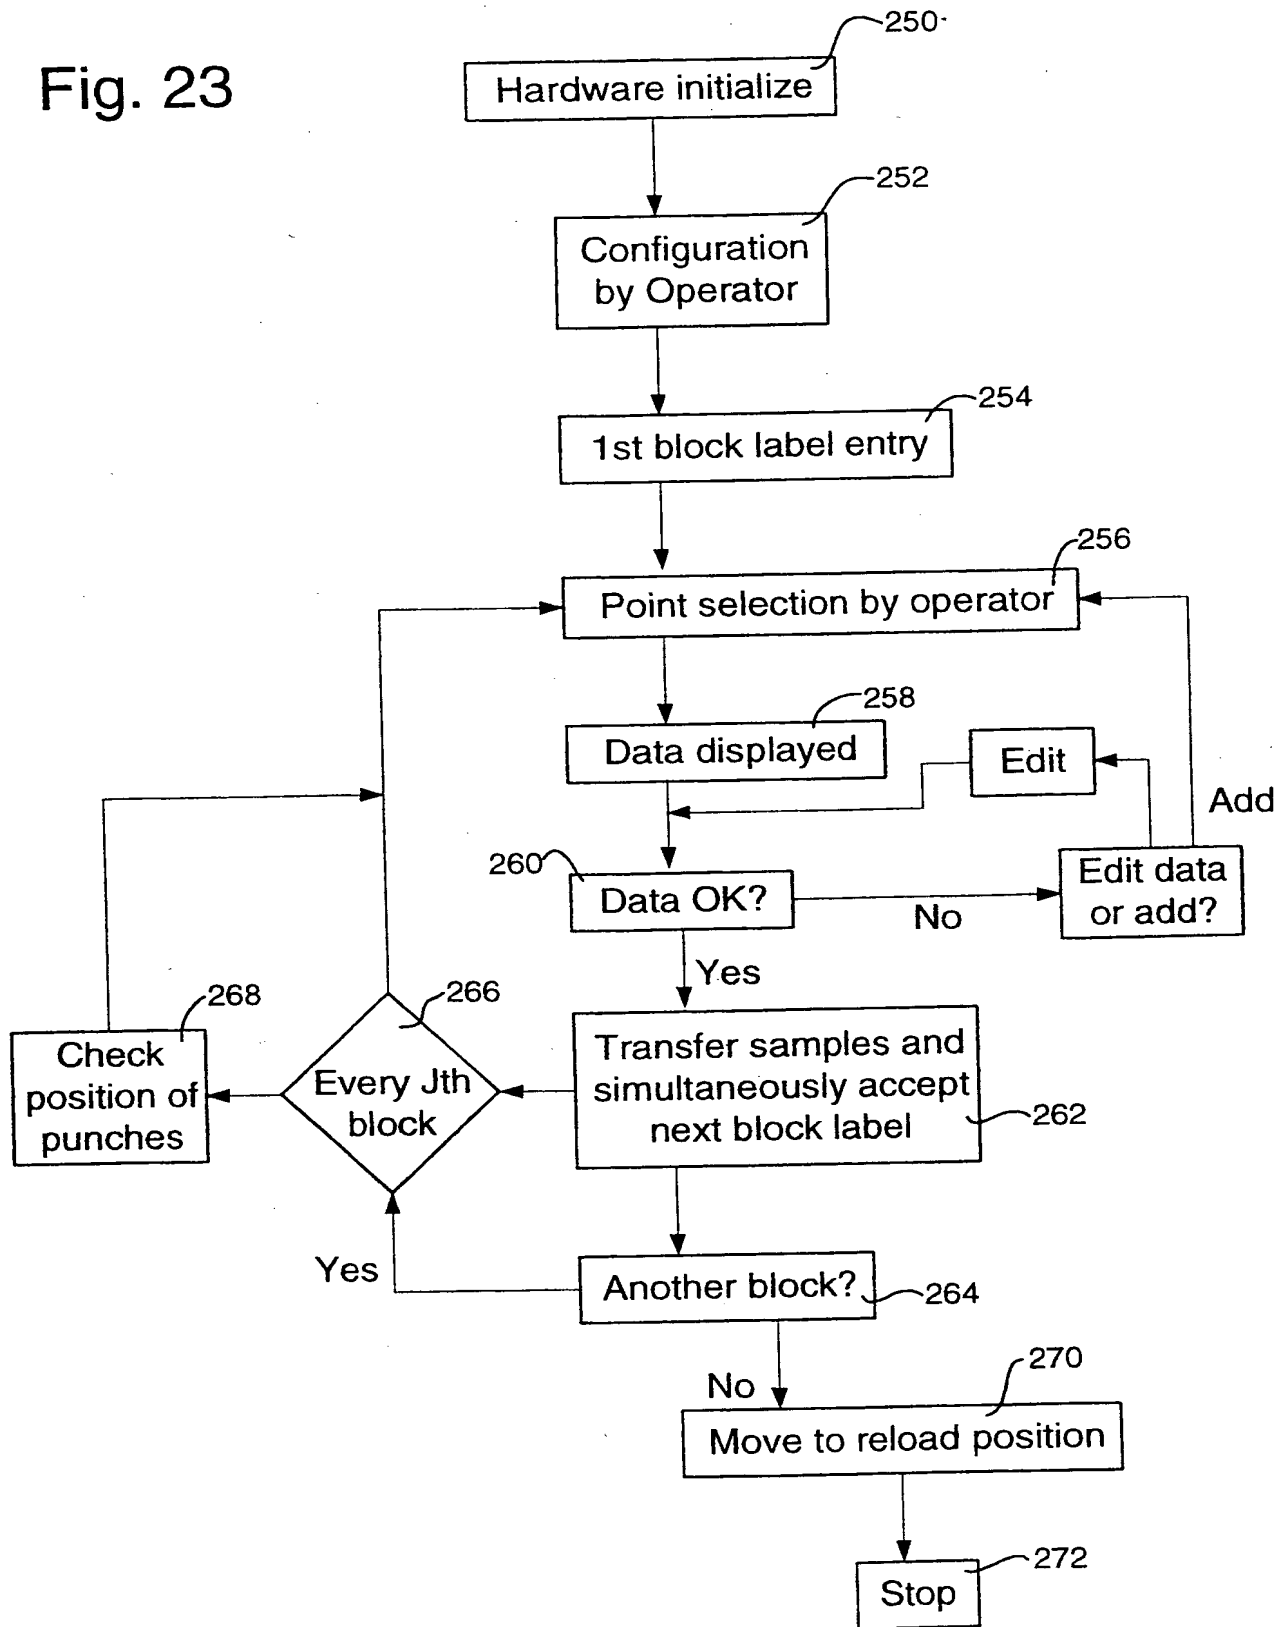 250
Fig. 23
Hardware initialize
252
Configuration
by Operator
254
1st block label entry
256
Point selection by operator
258
Data displayed
Edit
Add
260
Data OK?
No
Edit data
or add?
Yes
268
266
Check
position of
punches
Every Jth
block
Transfer samples and
simultaneously accept
next block label
262
Yes
Another block?
264
No
270
Move to reload position
272
Stop